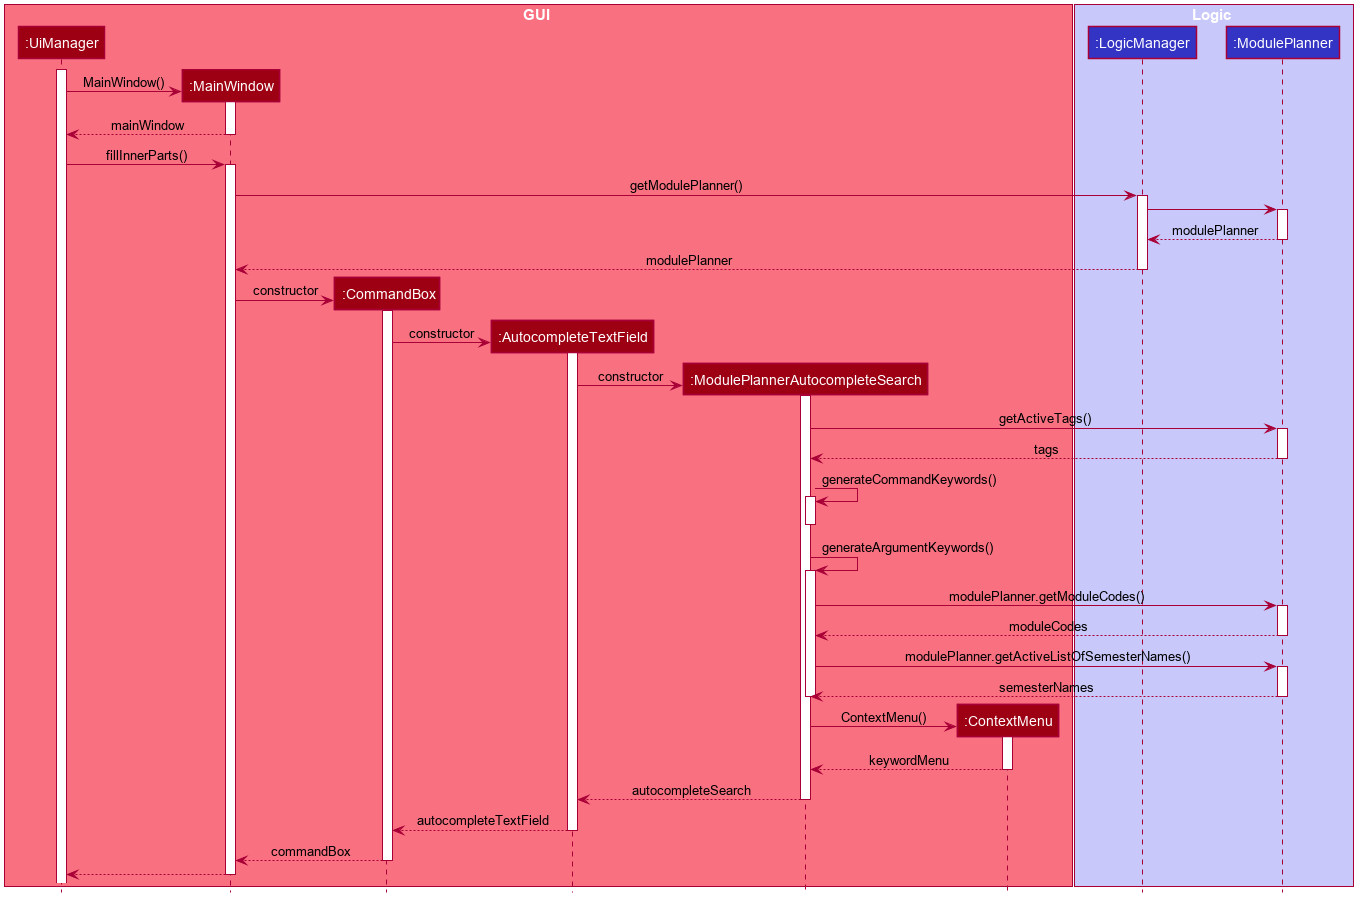 GUI
Logic
:UiManager
:LogicManager
:ModulePlanner
MainWindow()
:MainWindow
mainWindow
fillInnerParts()
getModulePlanner()
modulePlanner
modulePlanner
constructor
:CommandBox
constructor
:AutocompleteTextField
constructor
:ModulePlannerAutocompleteSearch
getActiveTags()
tags
generateCommandKeywords()
generateArgumentKeywords()
modulePlanner.getModuleCodes()
moduleCodes
modulePlanner.getActiveListOfSemesterNames()
semesterNames
ContextMenu()
:ContextMenu
keywordMenu
autocompleteSearch
autocompleteTextField
commandBox